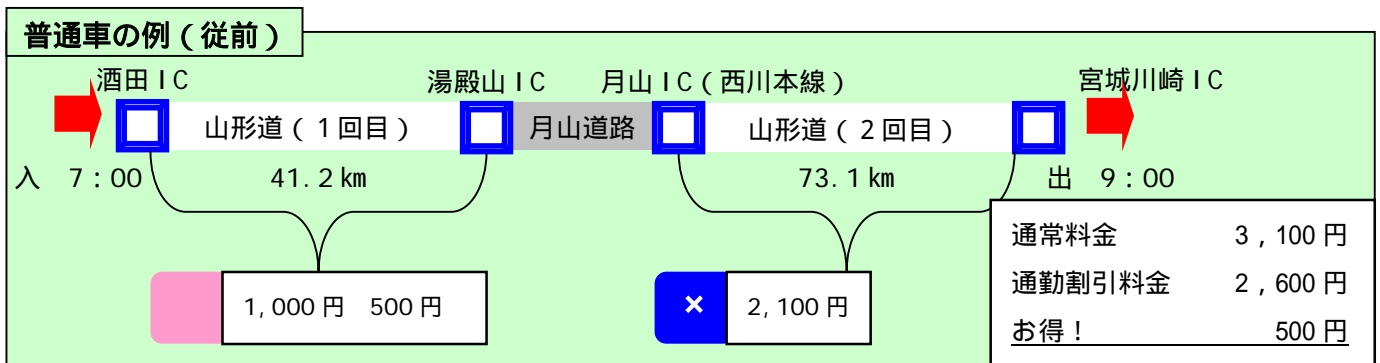 普通車の例(従前)
酒田IC 湯殿山IC 月山IC(西川本線) 宮城川崎IC
山形道(1回目) 月山道路 山形道(2回目)
入 7:00 41.2km 73.1km 出 9:00
通常料金 3,100円
通勤割引料金 2,600円
お得! 500円
1,000円 500円 × 2,100円